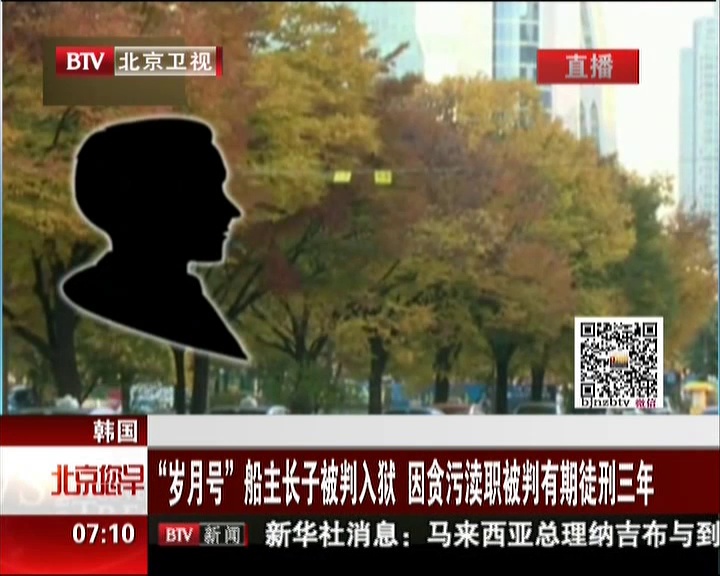 BTV 北京卫视
直播
bjnzbtv 微信
韩国
北京您早
“岁月号”船主长子被判入狱 因贪污渎职被判有期徒刑三年
07:10
BTV 新闻 新华社消息：马来西亚总理纳吉布与到